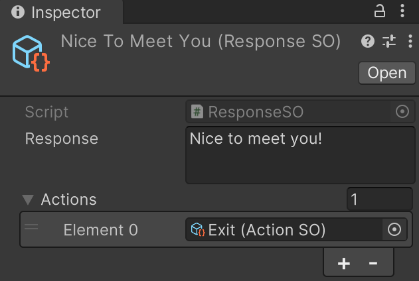 Inspector
Nice To Meet You (Response SO)
Open
Script # ResponseSO
Response Nice to meet you!
Actions 1
Element 0 Exit (Action SO)
+ -